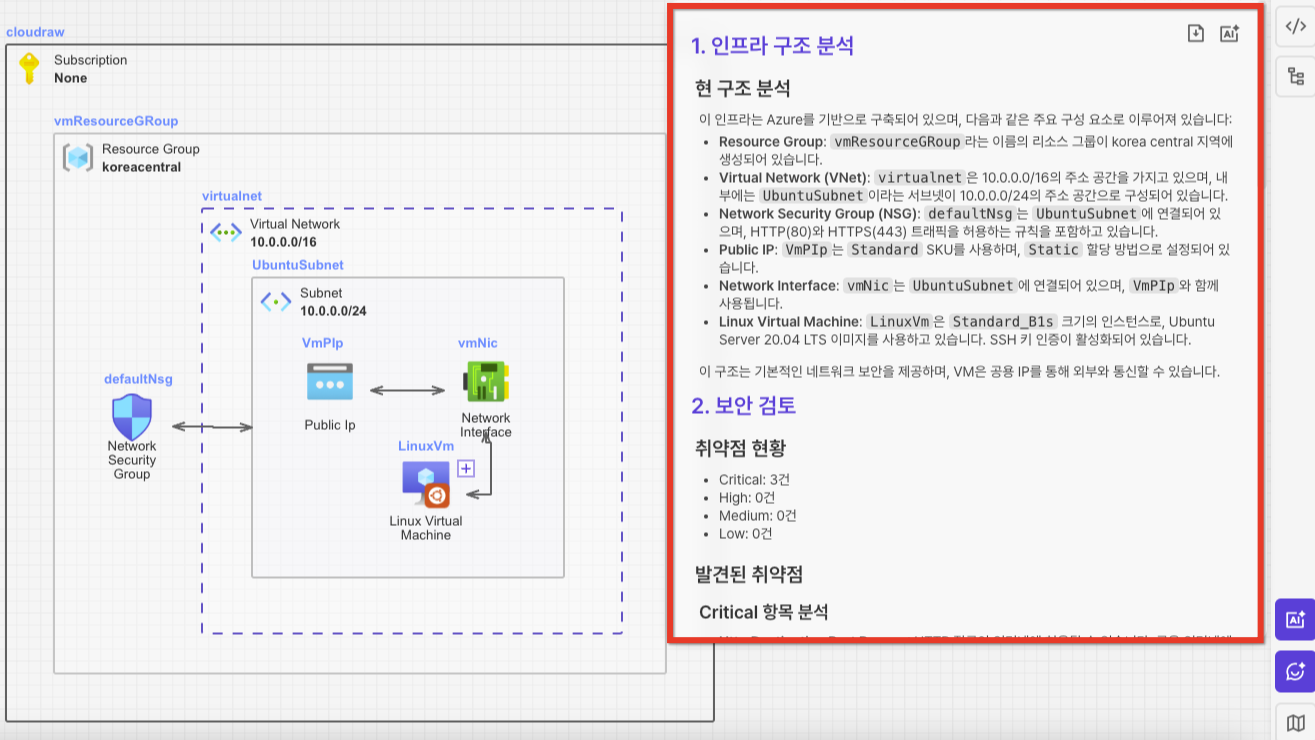 cloudraw
Subscription
None
vmResourceGRoup
Resource Group
koreacentral
virtualnet
Virtual Network
10.0.0.0/16
UbuntuSubnet
Subnet
10.0.0.0/24
VmPIp
Public Ip
vmNic
Network
Interface
defaultNsg
Network
Security
Group
LinuxVm
Linux Virtual
Machine
1. 인프라 구조 분석
현 구조 분석
이 인프라는 Azure를 기반으로 구축되어 있으며, 다음과 같은 주요 구성 요소로 이루어져 있습니다:
• Resource Group: vmResourceGRoup 라는 이름의 리소스 그룹이 korea central 지역에
생성되어 있습니다.
• Virtual Network (VNet): virtualnet 은 10.0.0.0/16의 주소 공간을 가지고 있으며, 내
부에는 UbuntuSubnet 이라는 서브넷이 10.0.0.0/24의 주소 공간으로 구성되어 있습니다.
• Network Security Group (NSG): defaultNsg 는 UbuntuSubnet 에 연결되어 있
으며, HTTP(80)와 HTTPS(443) 트래픽을 허용하는 규칙을 포함하고 있습니다.
• Public IP: VmPIp 는 Standard SKU를 사용하며, Static 할당 방법으로 설정되어 있
습니다.
• Network Interface: vmNic 는 UbuntuSubnet 에 연결되어 있으며, VmPIp 와 함께
사용됩니다.
• Linux Virtual Machine: LinuxVm 은 Standard_B1s 크기의 인스턴스로, Ubuntu
Server 20.04 LTS 이미지를 사용하고 있습니다. SSH 키 인증이 활성화되어 있습니다.
이 구조는 기본적인 네트워크 보안을 제공하며, VM은 공용 IP를 통해 외부와 통신할 수 있습니다.
2. 보안 검토
취약점 현황
• Critical: 3건
• High: 0건
• Medium: 0건
• Low: 0건
발견된 취약점
Critical 항목 분석
AI
AI